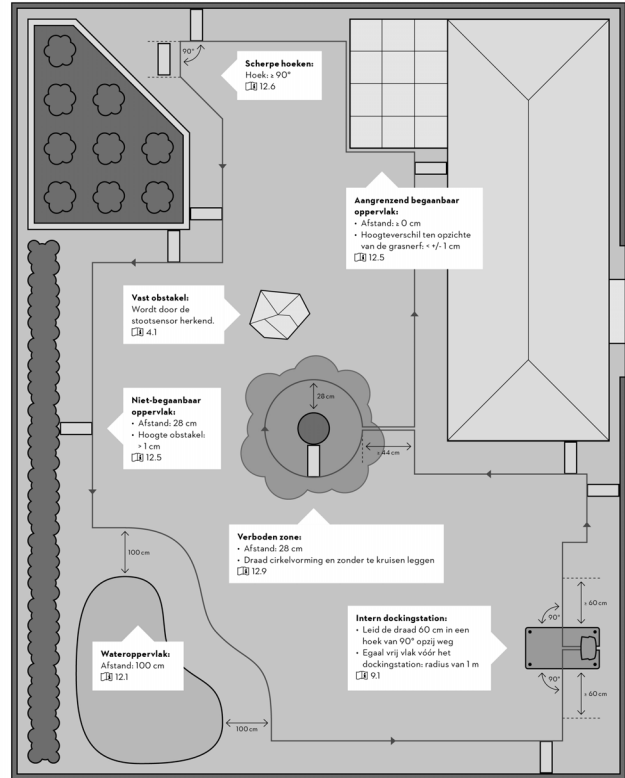 90°
Scherpe hoeken:
Hoek: ≥ 90°
12.6
Aangrenzend begaanbaar
oppervlak:
• Afstand: ≥ 0 cm
• Hoogteverschil ten opzichte
van de grasnerf: < +/- 1 cm
12.5
Vast obstakel:
Wordt door de
stootsensor herkend.
4.1
28 cm
Niet-begaanbaar
oppervlak:
• Afstand: 28 cm
• Hoogte obstakel:
> 1 cm
12.5
≥ 44 cm
Verboden zone:
• Afstand: 28 cm
• Draad cirkelvorming en zonder te kruisen leggen
12.9
100 cm
≥ 60 cm
90°
Intern dockingstation:
• Leid de draad 60 cm in een
hoek van 90° opzij weg
• Egaal vrij vlak vóór het
dockingstation: radius van 1 m
9.1
Wateroppervlak:
Afstand: 100 cm
12.1
90°
≥ 60 cm
100 cm